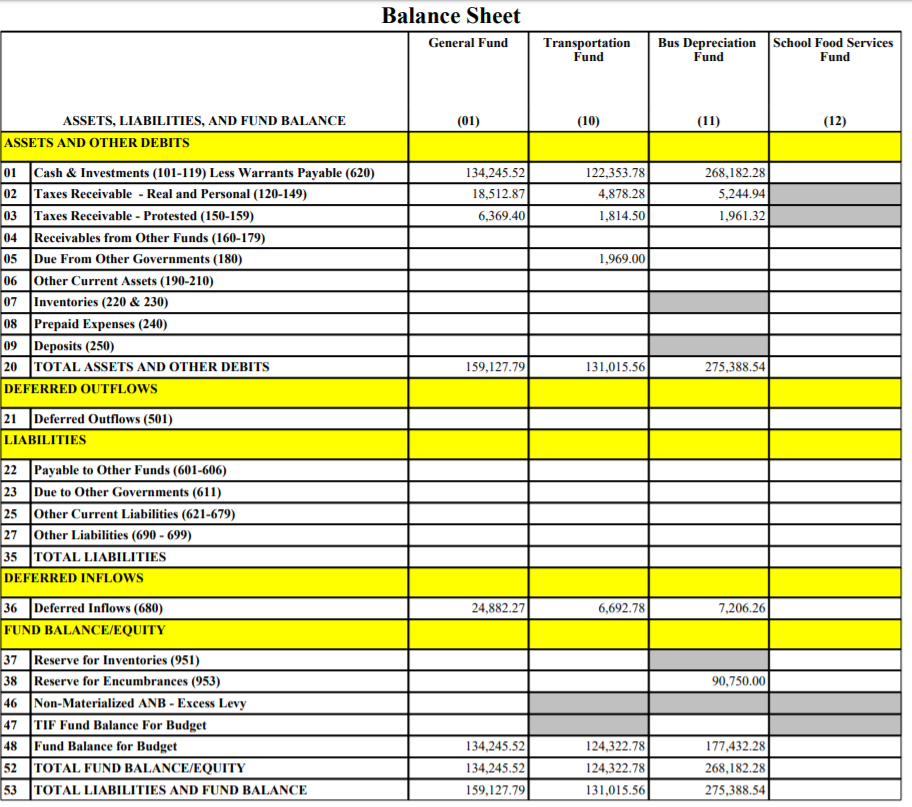 Balance Sheet
General Fund Transportation Fund Bus Depreciation Fund School Food Services Fund
ASSETS, LIABILITIES, AND FUND BALANCE (01) (10) (11) (12)
ASSETS AND OTHER DEBITS
01 Cash & Investments (101-119) Less Warrants Payable (620) 134,245.52 122,353.78 268,182.28
02 Taxes Receivable - Real and Personal (120-149) 18,512.87 4,878.28 5,244.94
03 Taxes Receivable - Protested (150-159) 6,369.40 1,814.50 1,961.32
04 Receivables from Other Funds (160-179)
05 Due From Other Governments (180) 1,969.00
06 Other Current Assets (190-210)
07 Inventories (220 & 230)
08 Prepaid Expenses (240)
09 Deposits (250)
20 TOTAL ASSETS AND OTHER DEBITS 159,127.79 131,015.56 275,388.54
DEFERRED OUTFLOWS
21 Deferred Outflows (501)
LIABILITIES
22 Payable to Other Funds (601-606)
23 Due to Other Governments (611)
25 Other Current Liabilities (621-679)
27 Other Liabilities (690 - 699)
35 TOTAL LIABILITIES
DEFERRED INFLOWS
36 Deferred Inflows (680) 24,882.27 6,692.78 7,206.26
FUND BALANCE/EQUITY
37 Reserve for Inventories (951)
38 Reserve for Encumbrances (953) 90,750.00
46 Non-Materialized ANB - Excess Levy
47 TIF Fund Balance For Budget
48 Fund Balance for Budget 134,245.52 124,322.78 177,432.28
52 TOTAL FUND BALANCE/EQUITY 134,245.52 124,322.78 268,182.28
53 TOTAL LIABILITIES AND FUND BALANCE 159,127.79 131,015.56 275,388.54